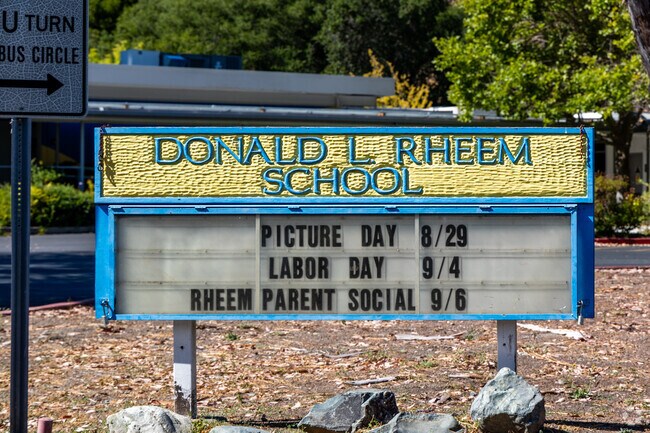 U TURN
BUS CIRCLE
DONALD L. RHEEM
SCHOOL
PICTURE DAY 8/29
LABOR DAY 9/4
RHEEM PARENT SOCIAL 9/6